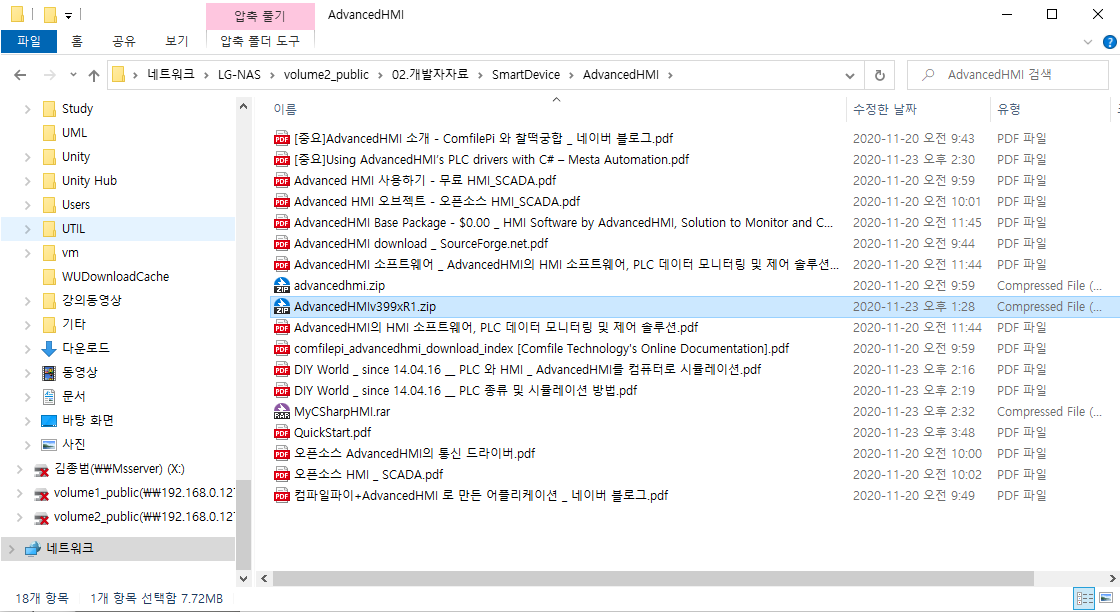 압축 풀기
AdvancedHMI
파일
홈
공유
보기
압축 폴더 도구
네트워크 › LG-NAS › volume2_public › 02.개발자자료 › SmartDevice › AdvancedHMI ›
AdvancedHMI 검색
Study
UML
Unity
Unity Hub
Users
UTIL
vm
WUDownloadCache
강의동영상
기타
다운로드
동영상
문서
바탕 화면
사진
김종범(₩₩Msserver) (X:)
volume1_public(₩₩192.168.0.127
volume2_public(₩₩192.168.0.127
네트워크
이름 수정한 날짜 유형
[중요]AdvancedHMI 소개 - ComfilePi 와 찰떡궁합 _ 네이버 블로그.pdf 2020-11-20 오전 9:43 PDF 파일
[중요]Using AdvancedHMI's PLC drivers with C# – Mesta Automation.pdf 2020-11-23 오후 2:30 PDF 파일
Advanced HMI 사용하기 - 무료 HMI_SCADA.pdf 2020-11-20 오전 9:59 PDF 파일
Advanced HMI 오브젝트 - 오픈소스 HMI_SCADA.pdf 2020-11-20 오전 10:01 PDF 파일
AdvancedHMI Base Package - $0.00 _ HMI Software by AdvancedHMI, Solution to Monitor and C... 2020-11-20 오전 11:45 PDF 파일
AdvancedHMI download _ SourceForge.net.pdf 2020-11-20 오전 9:44 PDF 파일
AdvancedHMI 소프트웨어 _ AdvancedHMI의 HMI 소프트웨어, PLC 데이터 모니터링 및 제어 솔루션... 2020-11-20 오전 11:44 PDF 파일
advancedhmi.zip 2020-11-20 오전 9:59 Compressed File (...
AdvancedHMIv399xR1.zip 2020-11-23 오후 1:28 Compressed File (...
AdvancedHMI의 HMI 소프트웨어, PLC 데이터 모니터링 및 제어 솔루션.pdf 2020-11-20 오전 11:44 PDF 파일
comfilepi_advancedhmi_download_index [Comfile Technology's Online Documentation].pdf 2020-11-20 오전 9:59 PDF 파일
DIY World _ since 14.04.16 __ PLC 와 HMI _ AdvancedHMI를 컴퓨터로 시뮬레이션.pdf 2020-11-23 오후 2:16 PDF 파일
DIY World _ since 14.04.16 __ PLC 종류 및 시뮬레이션 방법.pdf 2020-11-23 오후 2:19 PDF 파일
MyCSharpHMI.rar 2020-11-23 오후 2:32 Compressed File (...
QuickStart.pdf 2020-11-23 오후 3:48 PDF 파일
오픈소스 AdvancedHMI의 통신 드라이버.pdf 2020-11-20 오전 10:00 PDF 파일
오픈소스 HMI _ SCADA.pdf 2020-11-20 오전 10:02 PDF 파일
컴파일파이+AdvancedHMI 로 만든 어플리케이션 _ 네이버 블로그.pdf 2020-11-20 오전 9:49 PDF 파일
18개 항목 1개 항목 선택함 7.72MB